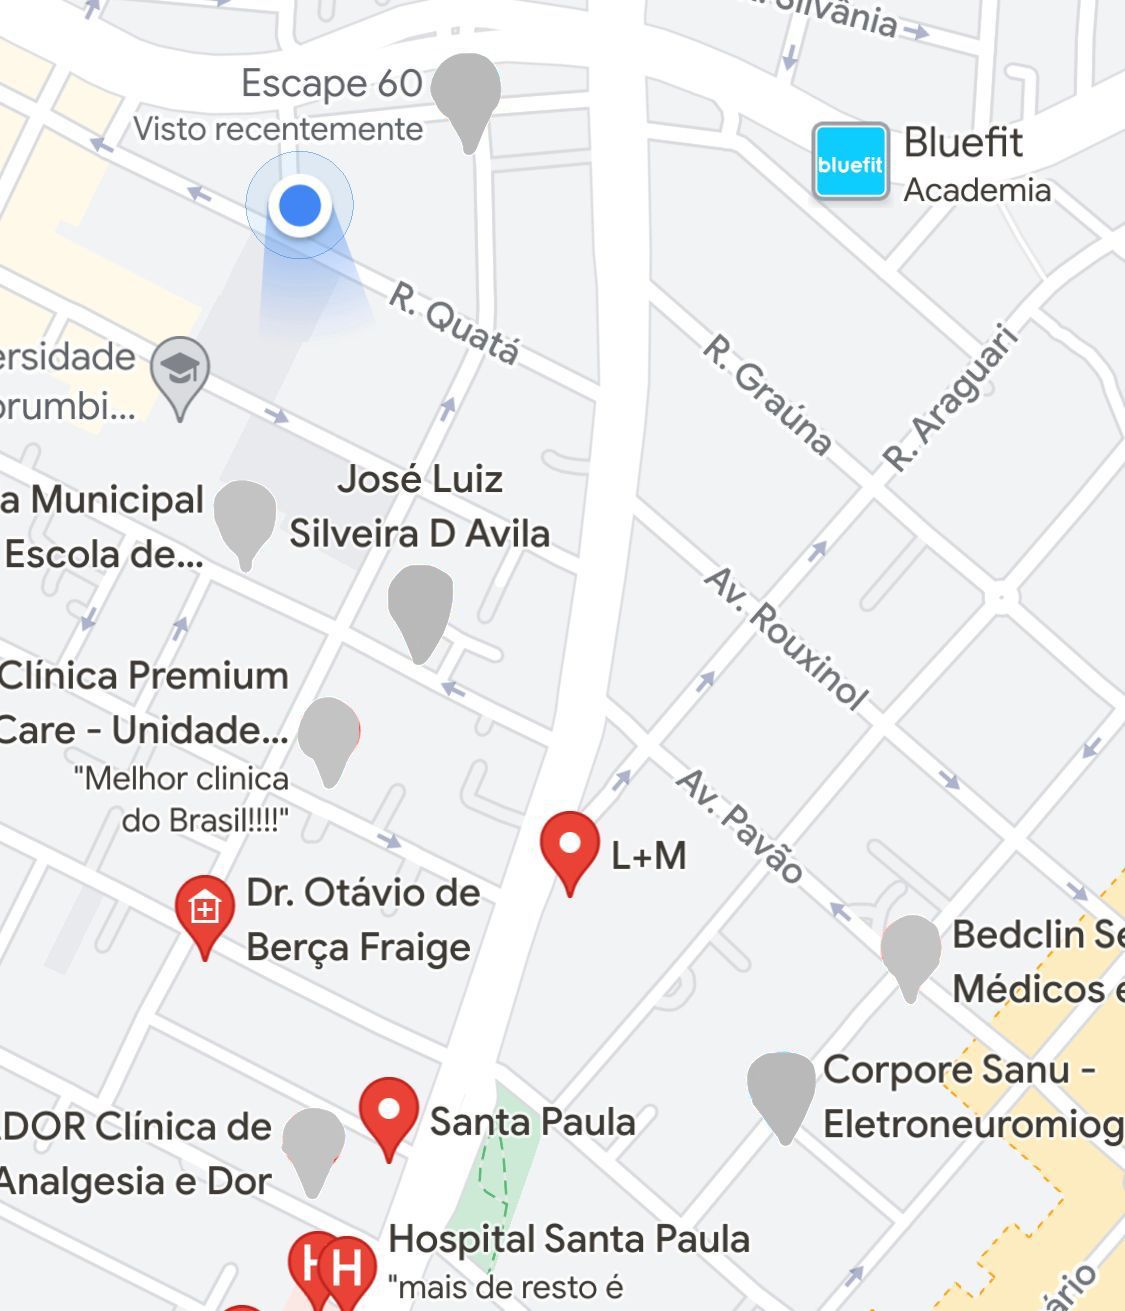 Silvânia
Escape 60
Visto recentemente
bluefit
Bluefit
Academia
R. Quatá
R. Graúna
R. Araguari
ersidade
orumbi...
a Municipal
Escola de...
José Luiz
Silveira D Avila
Av. Rouxinol
Clínica Premium
Care - Unidade...
"Melhor clinica
do Brasil!!!!"
Av. Pavão
L+M
Dr. Otávio de
Berça Fraige
Bedclin Se
Médicos e
Corpore Sanu -
Eletroneuromiog
DOR Clínica de
Analgesia e Dor
Santa Paula
Hospital Santa Paula
"mais de resto é
H
H
ário